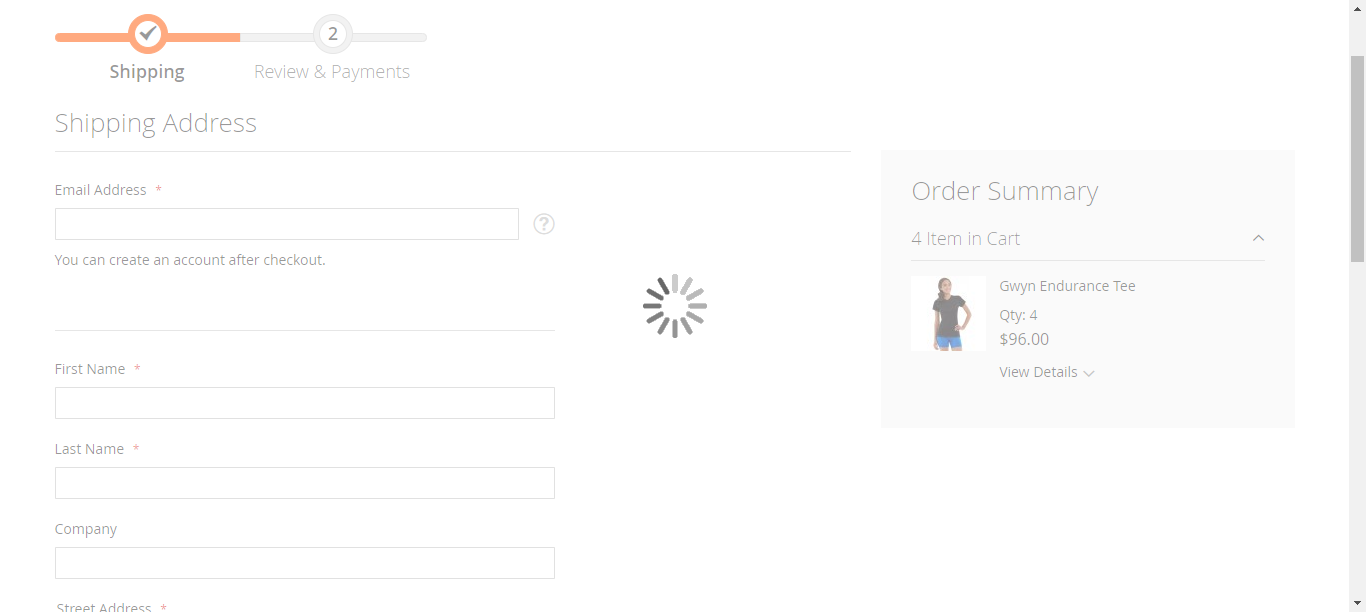 2
Shipping
Review & Payments
Shipping Address
Email Address *
?
You can create an account after checkout.
First Name *
Last Name *
Company
Street Address *
Order Summary
4 Item in Cart
Gwyn Endurance Tee
Qty: 4
$96.00
View Details